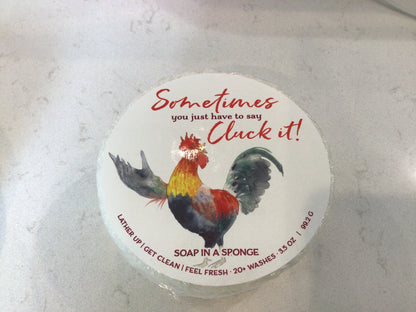 Sometimes
you just have to say
Cluck it!
SOAP IN A SPONGE
LATHER UP | GET CLEAN | FEEL FRESH • 20+ WASHES • 3.5 OZ | 99.2 G